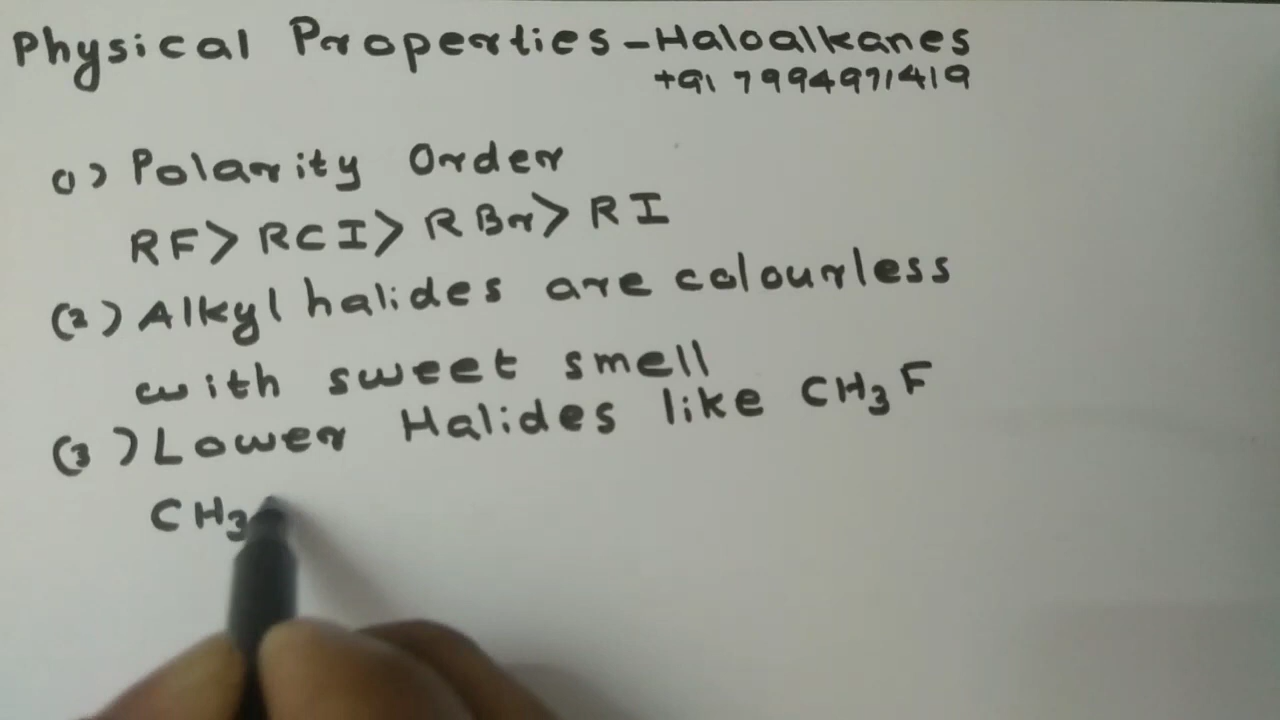 Physical Properties - Haloalkanes
+91 7994971419
(1) Polarity Order
RF > RCI > RBr > RI
(2) Alkyl halides are colourless
with sweet smell
(3) Lower Halides like CH3F
CH3